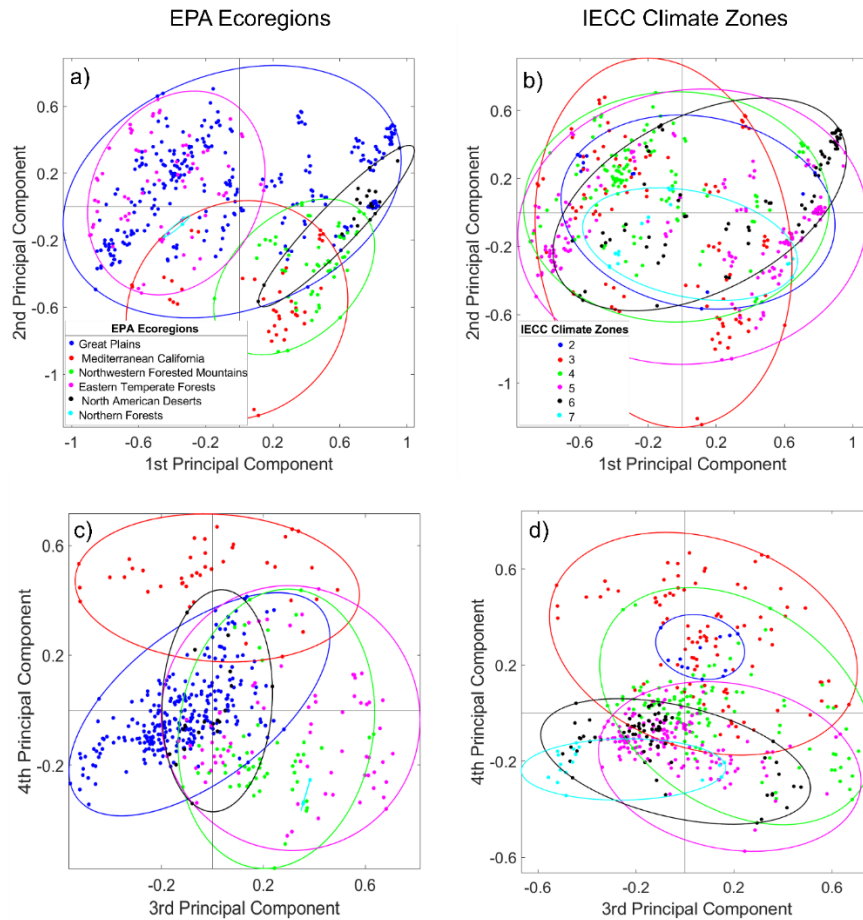 EPA Ecoregions
IECC Climate Zones
a)
0.6
0.2
-0.2
-0.6
-1
2nd Principal Component
EPA Ecoregions
Great Plains
Mediterranean California
Northwestern Forested Mountains
Eastern Temperate Forests
North American Deserts
Northern Forests
-1 -0.6 -0.2 0.2 0.6 1
1st Principal Component
b)
0.6
0.2
-0.2
-0.6
-1
2nd Principal Component
IECC Climate Zones
2
3
4
5
6
7
-0.6 -0.2 0.2 0.6 1
1st Principal Component
c)
0.6
0.2
-0.2
4th Principal Component
-0.2 0.2 0.6
3rd Principal Component
d)
0.6
0.2
-0.2
-0.6
4th Principal Component
-0.6 -0.2 0.2 0.6
3rd Principal Component